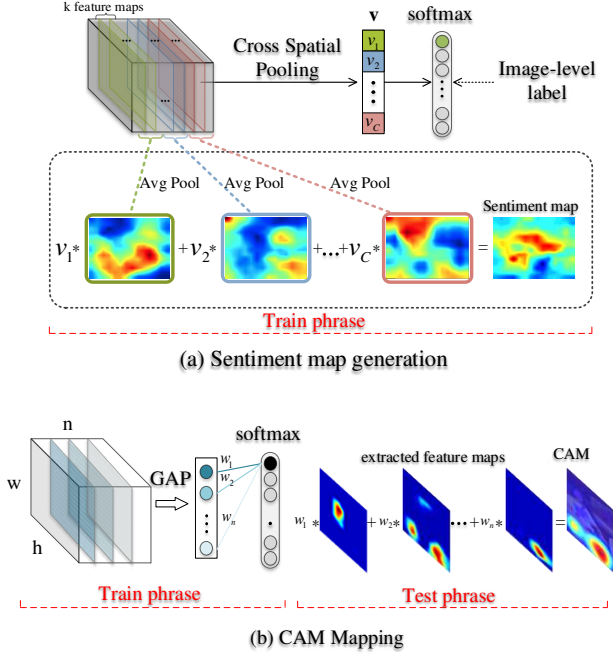 k feature maps
v
softmax
...
...
...
Cross Spatial
Pooling
v1
v2
vC
Image-level
label
Avg Pool
Avg Pool
Avg Pool
Sentiment map
v1* +v2* +...+vC* =
Train phrase
(a) Sentiment map generation
n
w
h
GAP
softmax
w1
w2
wn
extracted feature maps
CAM
w1 * +w2* ... +wn* =
Train phrase
Test phrase
(b) CAM Mapping